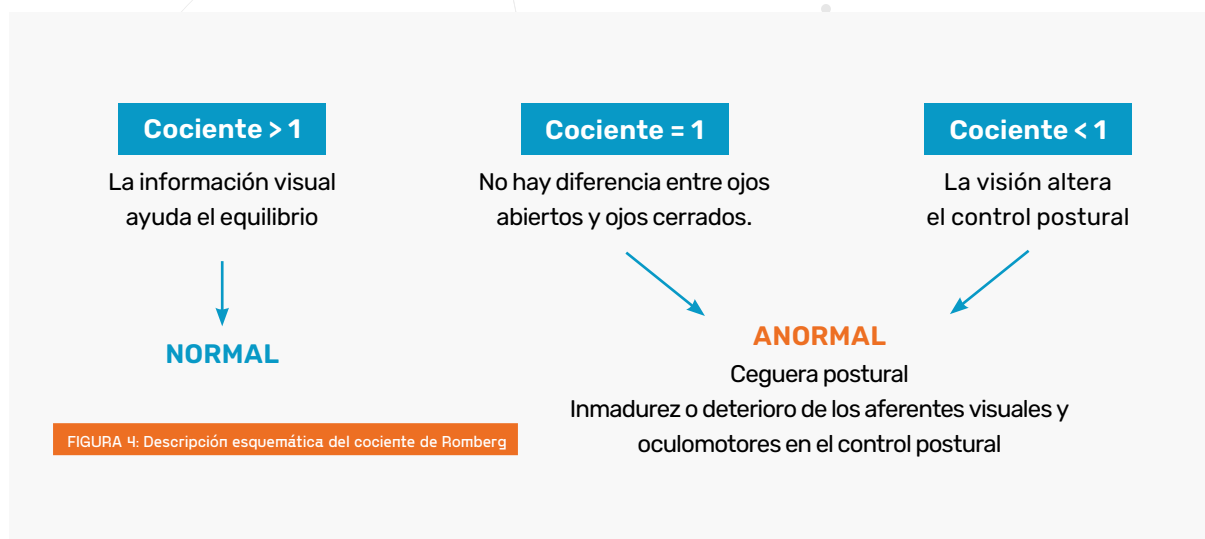 Cociente > 1
La información visual
ayuda el equilibrio
NORMAL
Cociente = 1
No hay diferencia entre ojos
abiertos y ojos cerrados.
Cociente < 1
La visión altera
el control postural
ANORMAL
Ceguera postural
Inmadurez o deterioro de los aferentes visuales y
oculomotores en el control postural
FIGURA 4: Descripción esquemática del cociente de Romberg